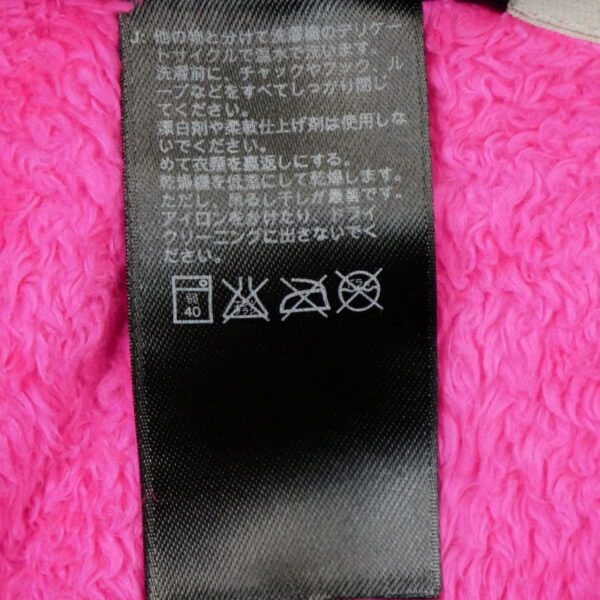 J: 他の物と分けて洗濯機のデリケー
トサイクルで温水で洗います。
洗濯前に、チャックやフック、ル
ープなどをすべてしっかり閉じ
てください。
漂白剤や柔軟仕上げ剤は使用しな
いでください。
めて衣類を裏返しにする。
乾燥機を低温にして乾燥します。
ただし、吊るし干しが最善です。
アイロンをかけたり、ドライ
クリーニングに出さないでく
ださい。
弱 40